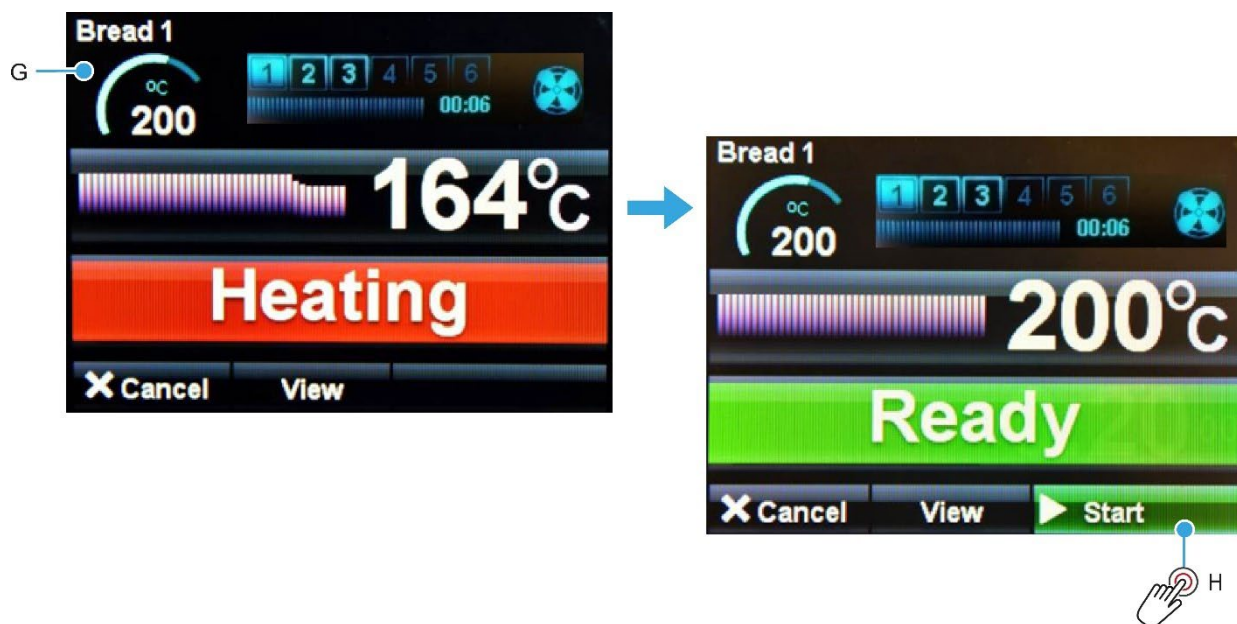 Bread 1
G
°C
200
1 2 3 4 5 6
00:06
164°C
Heating
X Cancel View
Bread 1
°C
200
1 2 3 4 5 6
00:06
200°C
Ready
X Cancel View Start
H